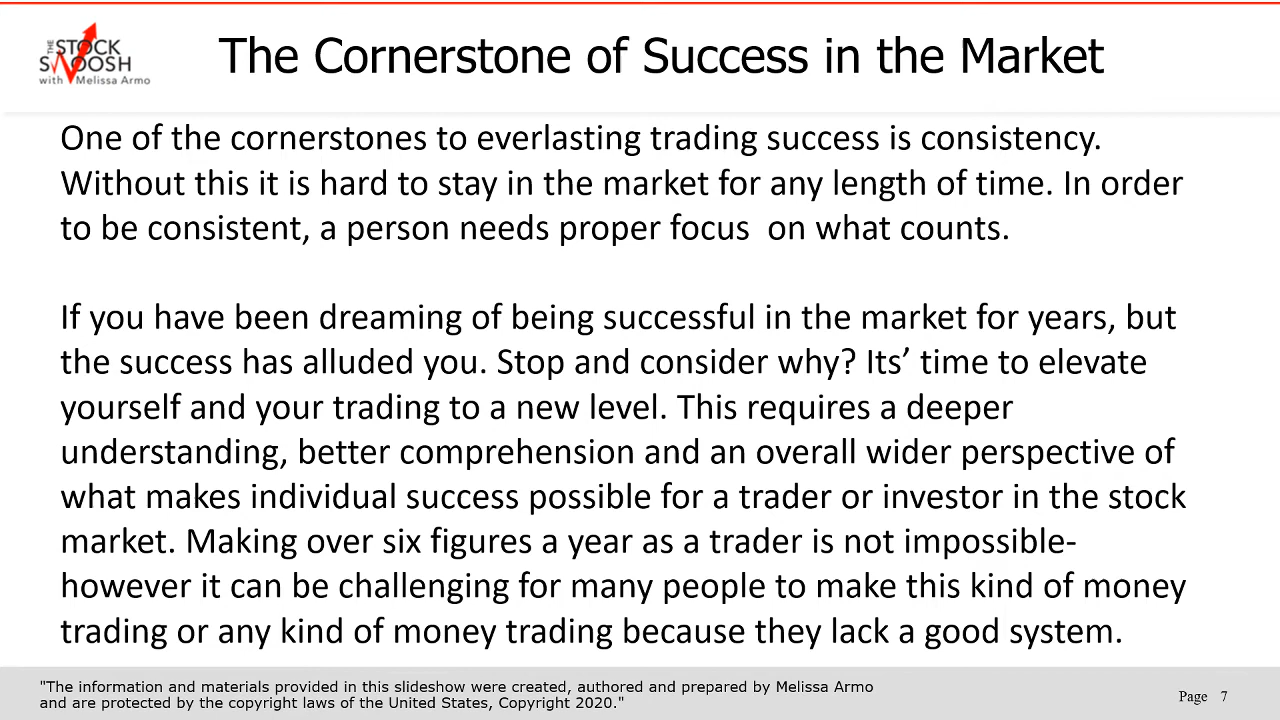 THE STOCK
SWOOSH
with Melissa Armo
The Cornerstone of Success in the Market
One of the cornerstones to everlasting trading success is consistency.
Without this it is hard to stay in the market for any length of time. In order
to be consistent, a person needs proper focus  on what counts.
If you have been dreaming of being successful in the market for years, but
the success has alluded you. Stop and consider why? Its’ time to elevate
yourself and your trading to a new level. This requires a deeper
understanding, better comprehension and an overall wider perspective of
what makes individual success possible for a trader or investor in the stock
market. Making over six figures a year as a trader is not impossible-
however it can be challenging for many people to make this kind of money
trading or any kind of money trading because they lack a good system.
"The information and materials provided in this slideshow were created, authored and prepared by Melissa Armo
and are protected by the copyright laws of the United States, Copyright 2020."
Page 7